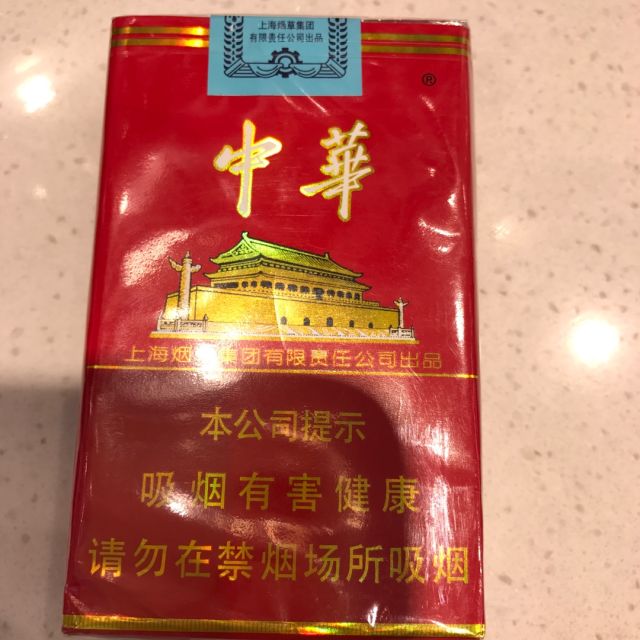 上海烟草集团
有限责任公司出品
®
中華
上海烟草集团有限责任公司出品
本公司提示
吸烟有害健康
请勿在禁烟场所吸烟